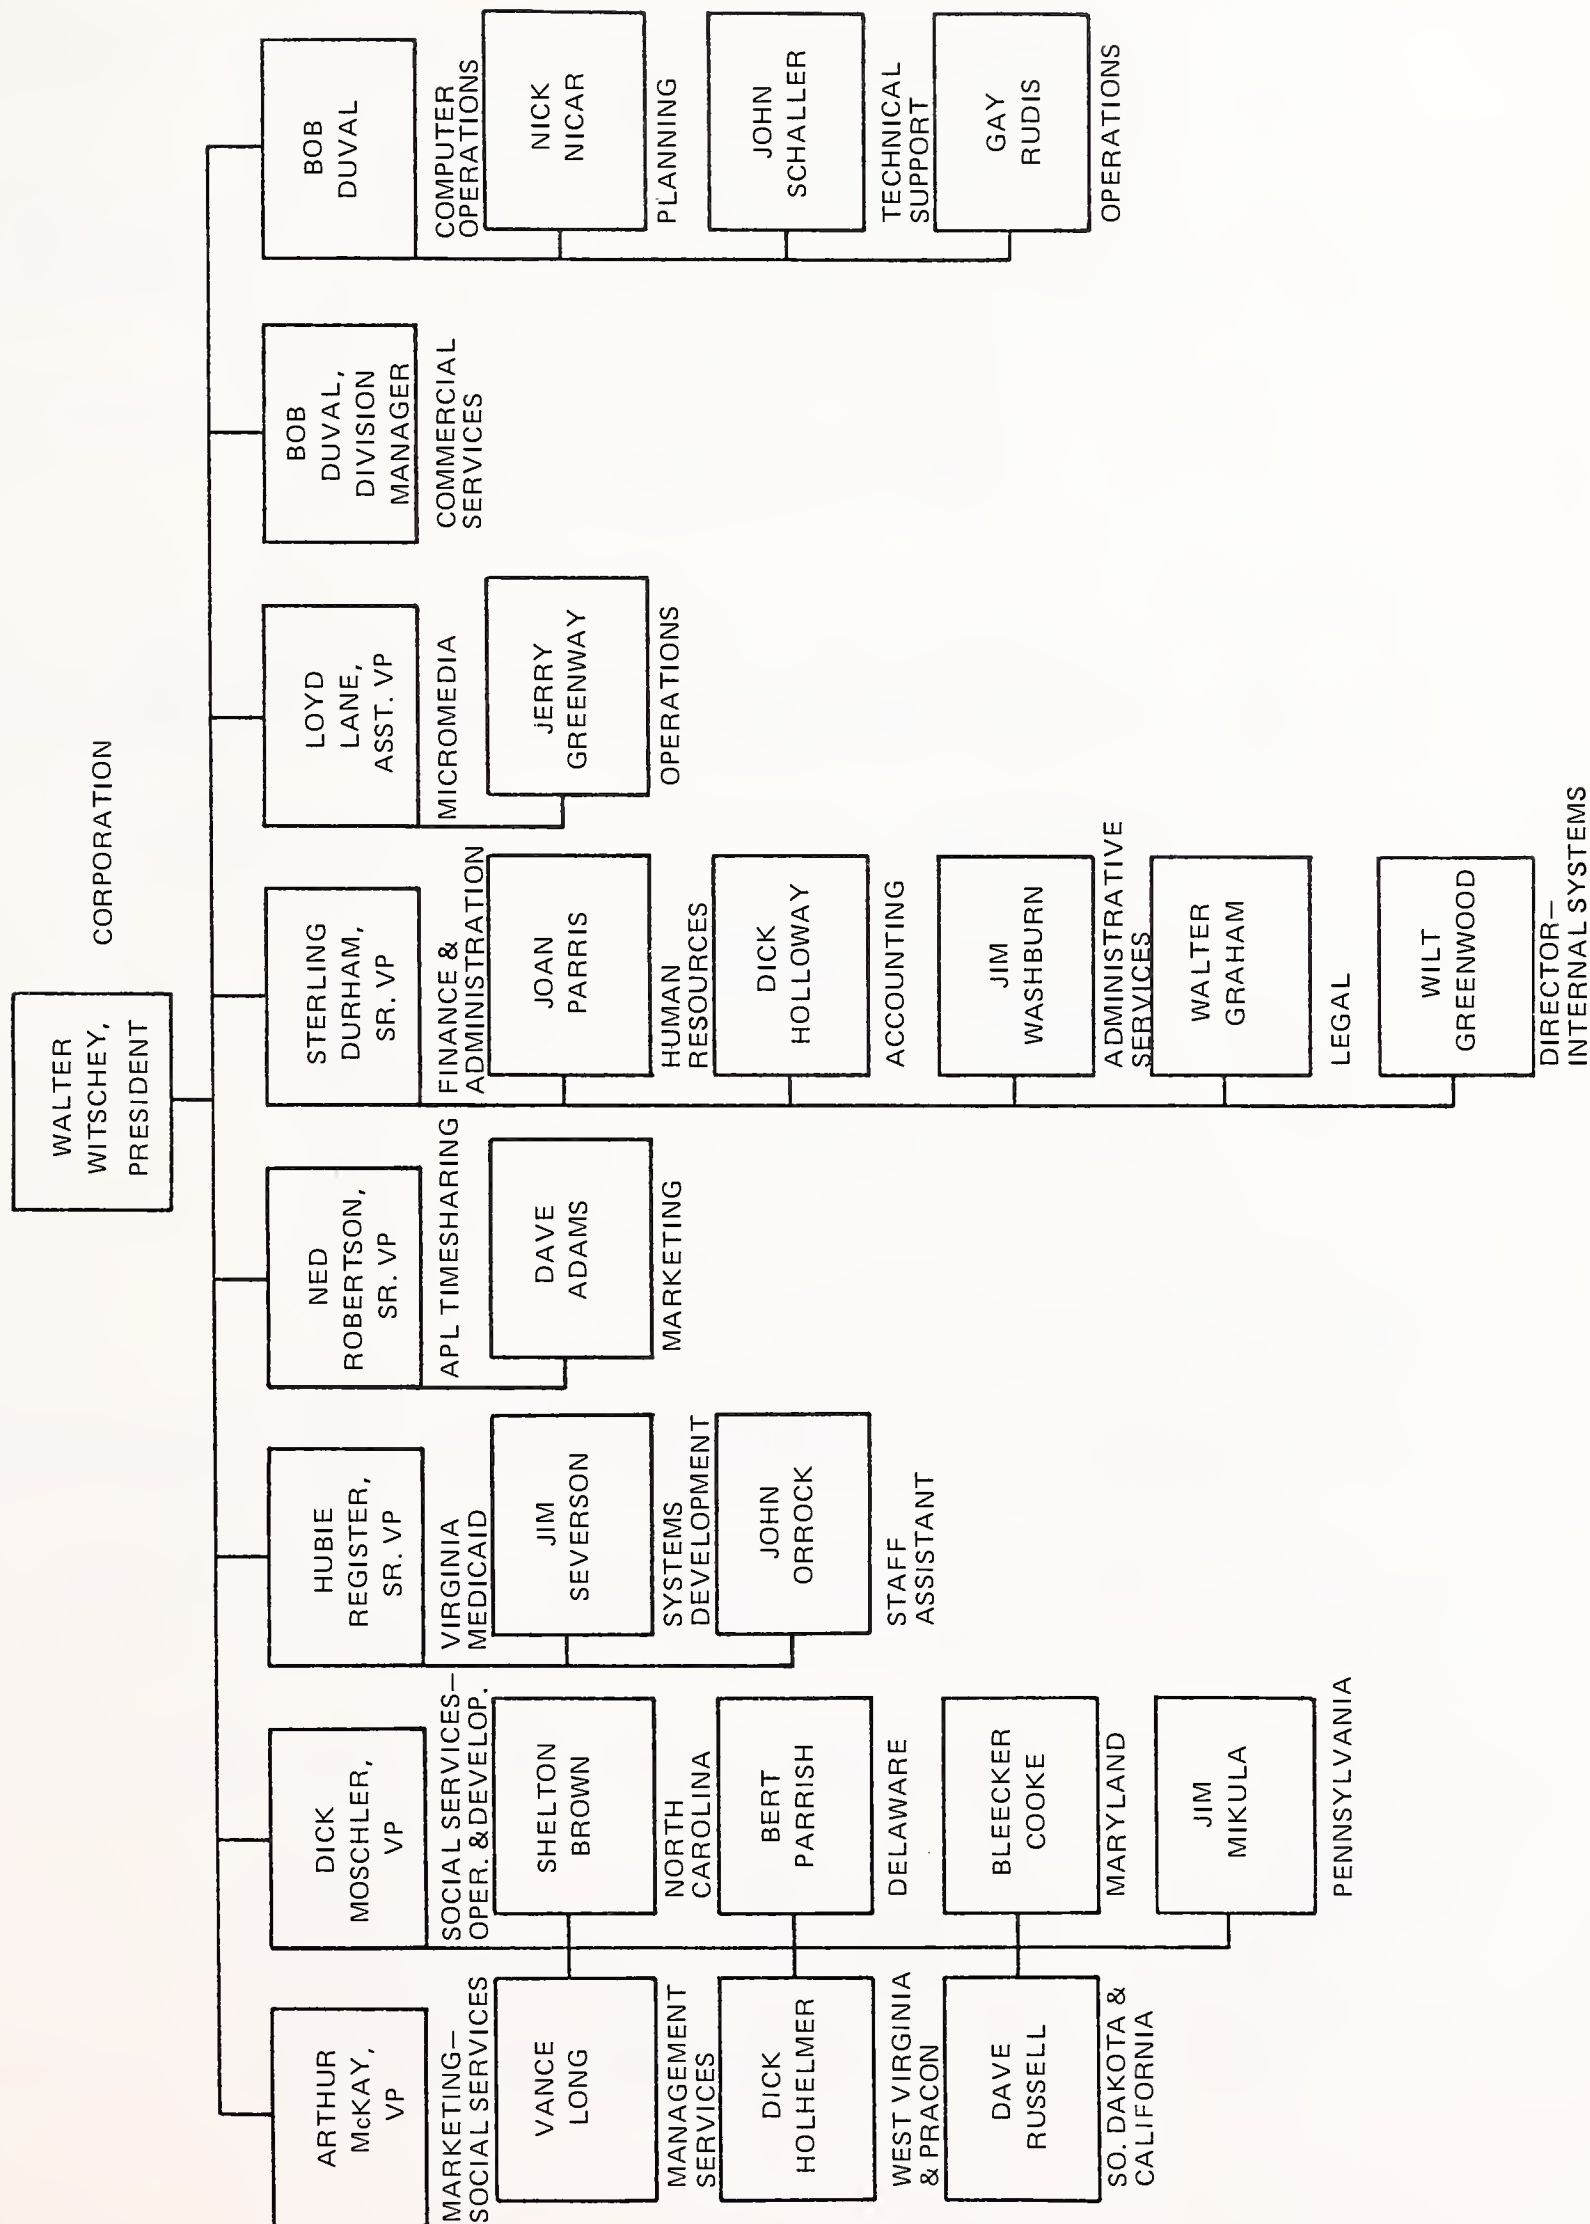 CORPORATION
WALTER
WITSCHEY,
PRESIDENT
ARTHUR
McKAY,
VP
MARKETING–
SOCIAL SERVICES
VANCE
LONG
MANAGEMENT
SERVICES
DICK
HOLHELMER
WEST VIRGINIA
& PRACON
DAVE
RUSSELL
SO. DAKOTA &
CALIFORNIA
DICK
MOSCHLER,
VP
SOCIAL SERVICES–
OPER. & DEVELOP.
SHELTON
BROWN
NORTH
CAROLINA
BERT
PARRISH
DELAWARE
BLEECKER
COOKE
MARYLAND
JIM
MIKULA
PENNSYLVANIA
HUBIE
REGISTER,
SR. VP
VIRGINIA
MEDICAID
JIM
SEVERSON
SYSTEMS
DEVELOPMENT
JOHN
ORROCK
STAFF
ASSISTANT
NED
ROBERTSON,
SR. VP
APL TIMESHARING
DAVE
ADAMS
MARKETING
STERLING
DURHAM,
SR. VP
FINANCE &
ADMINISTRATION
JOAN
PARRIS
HUMAN
RESOURCES
DICK
HOLLOWAY
ACCOUNTING
JIM
WASHBURN
ADMINISTRATIVE
SERVICES
WALTER
GRAHAM
LEGAL
WILT
GREENWOOD
DIRECTOR–
INTERNAL SYSTEMS
LOYD
LANE,
ASST. VP
MICROMEDIA
JERRY
GREENWAY
OPERATIONS
BOB
DUVAL,
DIVISION
MANAGER
COMMERCIAL
SERVICES
BOB
DUVAL
COMPUTER
OPERATIONS
NICK
NICAR
PLANNING
JOHN
SCHALLER
TECHNICAL
SUPPORT
GAY
RUDIS
OPERATIONS